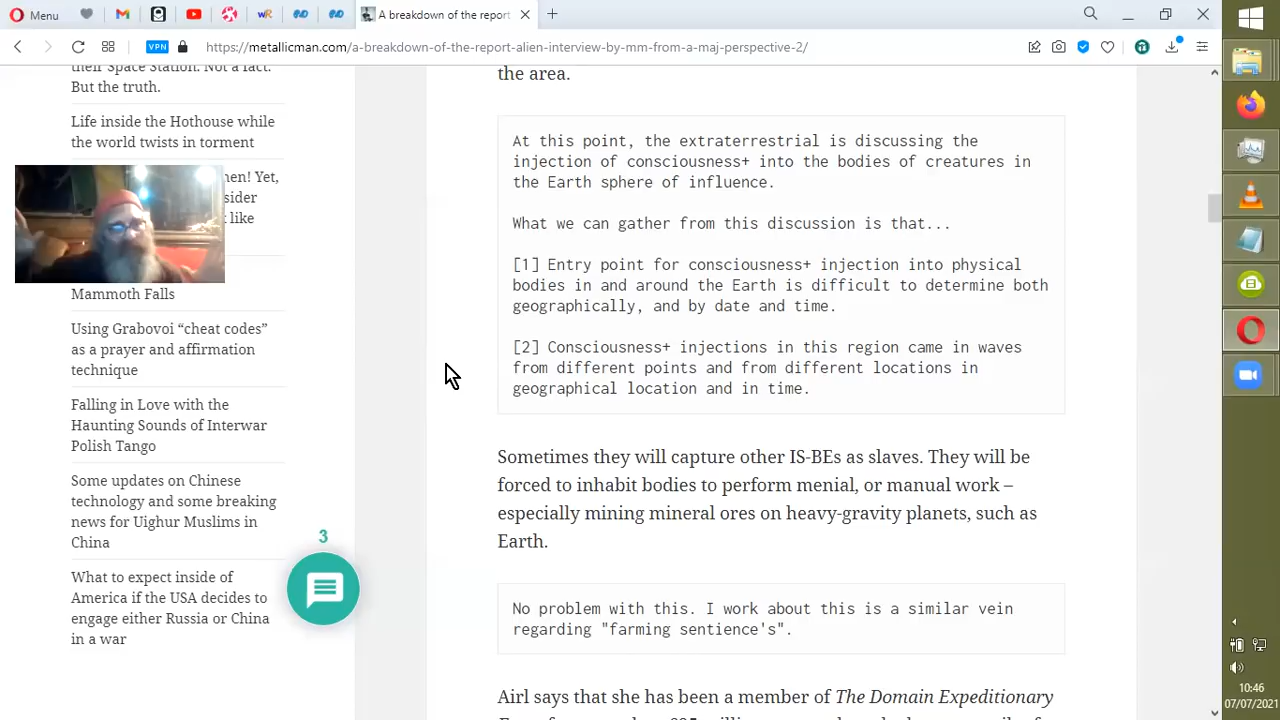 Menu
A breakdown of the report
VPN
https://metallicman.com/a-breakdown-of-the-report-alien-interview-by-mm-from-a-maj-perspective-2/
their Space Station. Not a fact.
But the truth.
Life inside the Hothouse while
the world twists in torment
nen! Yet,
sider
like
Mammoth Falls
Using Grabovoi “cheat codes”
as a prayer and affirmation
technique
Falling in Love with the
Haunting Sounds of Interwar
Polish Tango
Some updates on Chinese
technology and some breaking
news for Uighur Muslims in
China
What to expect inside of
America if the USA decides to
engage either Russia or China
in a war
3
the area.
At this point, the extraterrestrial is discussing the
injection of consciousness+ into the bodies of creatures in
the Earth sphere of influence.
What we can gather from this discussion is that...
[1] Entry point for consciousness+ injection into physical
bodies in and around the Earth is difficult to determine both
geographically, and by date and time.
[2] Consciousness+ injections in this region came in waves
from different points and from different locations in
geographical location and in time.
Sometimes they will capture other IS-BEs as slaves. They will be
forced to inhabit bodies to perform menial, or manual work –
especially mining mineral ores on heavy-gravity planets, such as
Earth.
No problem with this. I work about this is a similar vein
regarding "farming sentience's".
Airl says that she has been a member of The Domain Expeditionary
10:46
07/07/2021